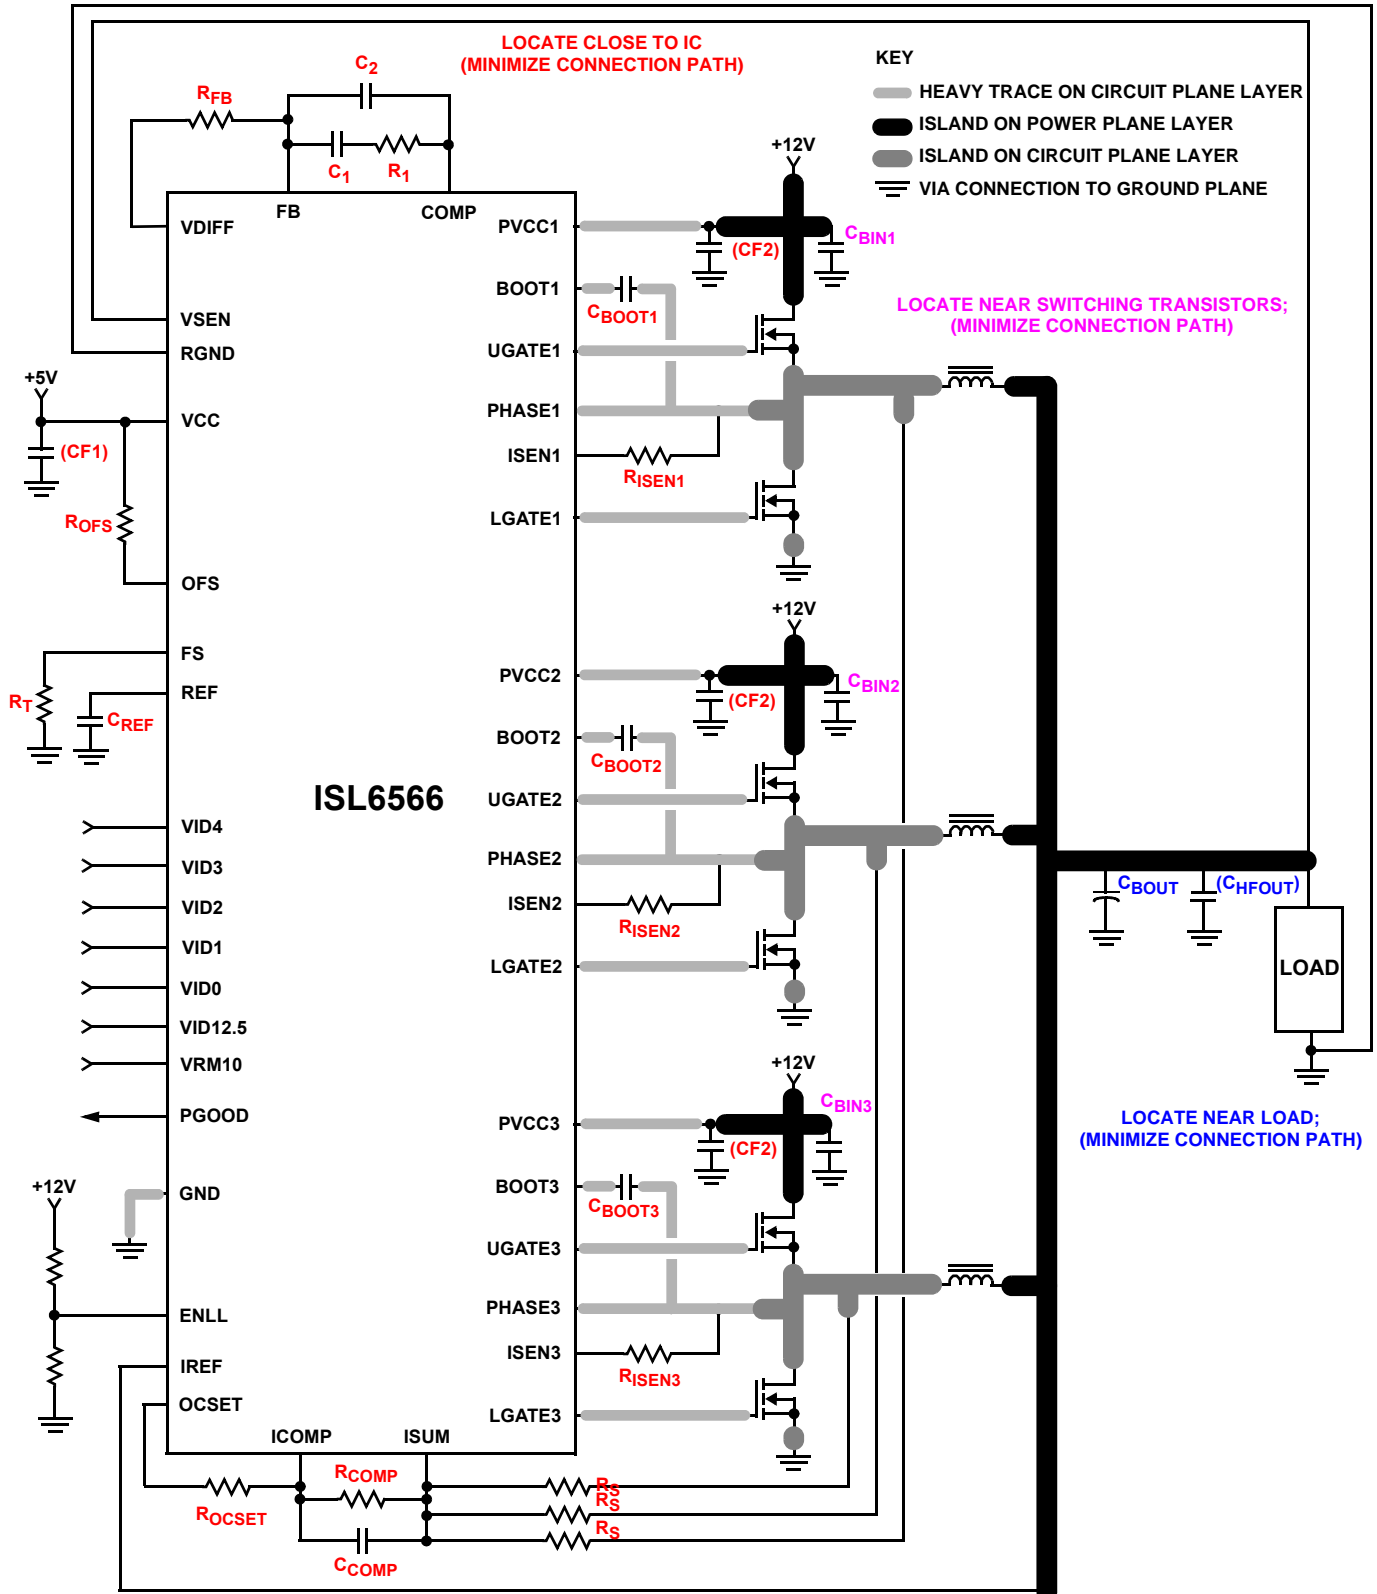 LOCATE CLOSE TO IC
(MINIMIZE CONNECTION PATH)
KEY
HEAVY TRACE ON CIRCUIT PLANE LAYER
ISLAND ON POWER PLANE LAYER
ISLAND ON CIRCUIT PLANE LAYER
VIA CONNECTION TO GROUND PLANE
C2
RFB
C1
R1
+12V
FB
COMP
VDIFF
PVCC1
(CF2)
CBIN1
BOOT1
CBOOT1
LOCATE NEAR SWITCHING TRANSISTORS;
(MINIMIZE CONNECTION PATH)
VSEN
RGND
UGATE1
+5V
VCC
PHASE1
(CF1)
ISEN1
RISEN1
ROFS
LGATE1
OFS
+12V
FS
PVCC2
(CF2)
CBIN2
REF
RT
CREF
BOOT2
CBOOT2
ISL6566
UGATE2
VID4
VID3
PHASE2
CBOUT
(CHFOUT)
VID2
ISEN2
RISEN2
VID1
LGATE2
LOAD
VID0
VID12.5
VRM10
+12V
PGOOD
PVCC3
(CF2)
CBIN3
LOCATE NEAR LOAD;
(MINIMIZE CONNECTION PATH)
+12V
GND
BOOT3
CBOOT3
UGATE3
ENLL
PHASE3
IREF
ISEN3
RISEN3
OCSET
LGATE3
ICOMP
ISUM
RCOMP
ROCSET
RS
RS
RS
CCOMP